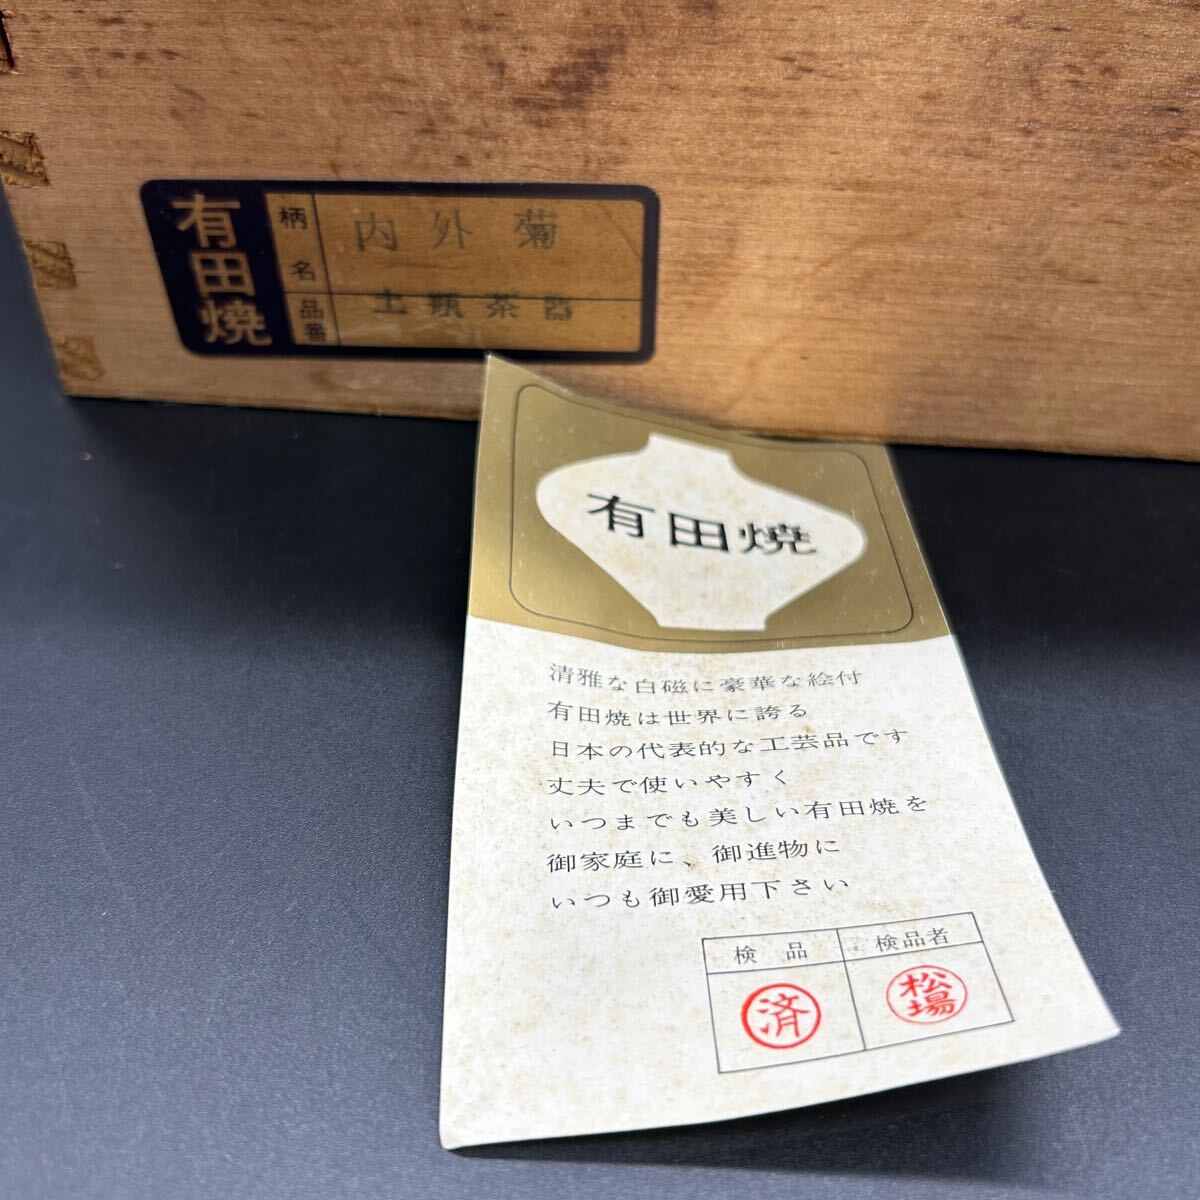 有田焼
柄名
内外菊
品番
土瓶茶器
有田焼
清雅な白磁に豪華な絵付
有田焼は世界に誇る
日本の代表的な工芸品です
丈夫で使いやすく
いつまでも美しい有田焼を
御家庭に、御進物に
いつも御愛用下さい
検品 検品者
済 松場